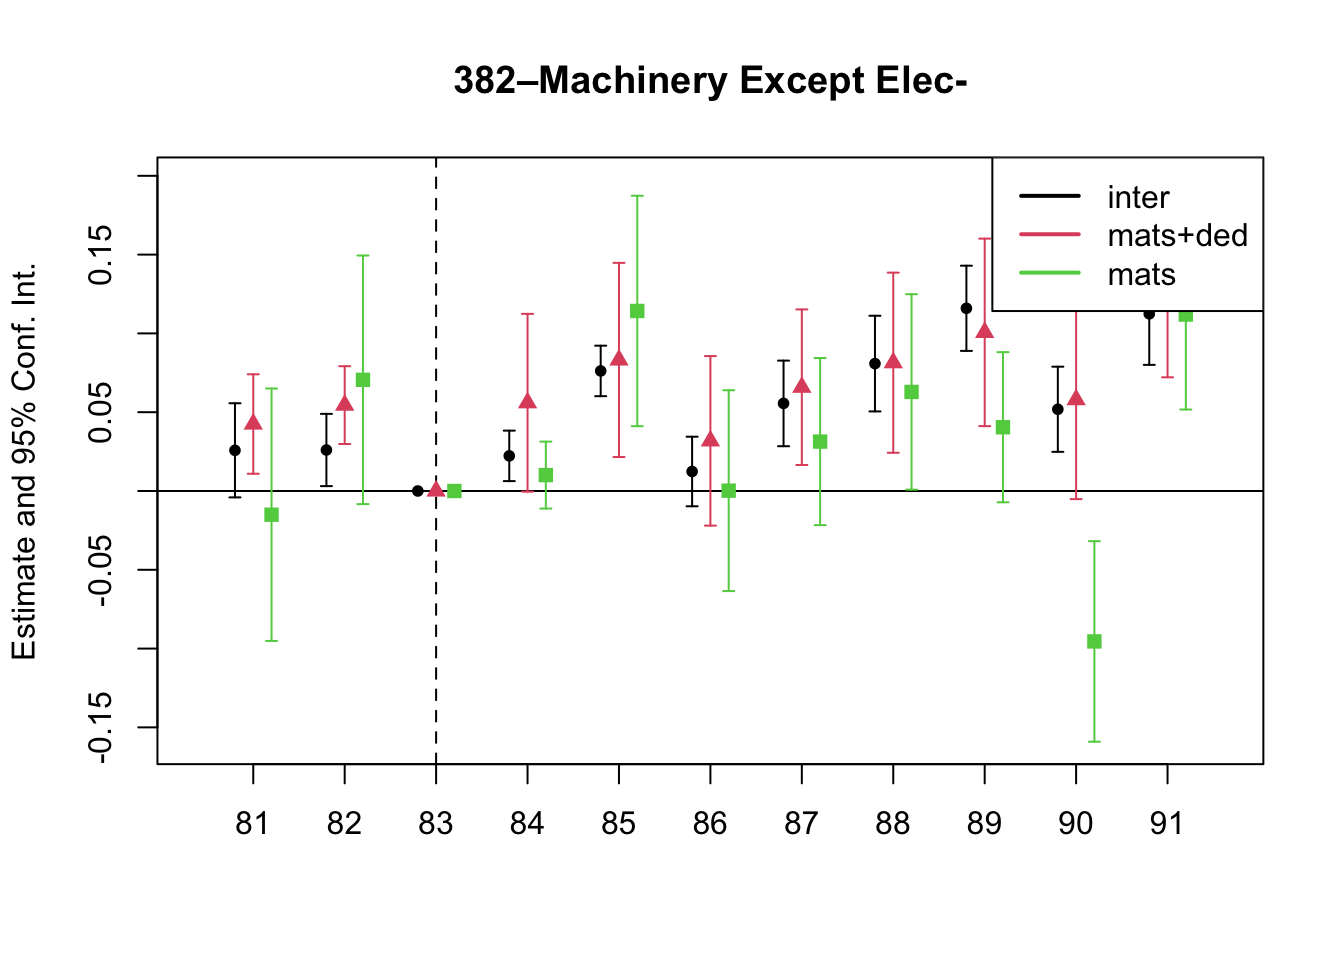 382–Machinery Except Elec-
Estimate and 95% Conf. Int.
0.15
0.05
-0.05
-0.15
inter
mats+ded
mats
81 82 83 84 85 86 87 88 89 90 91